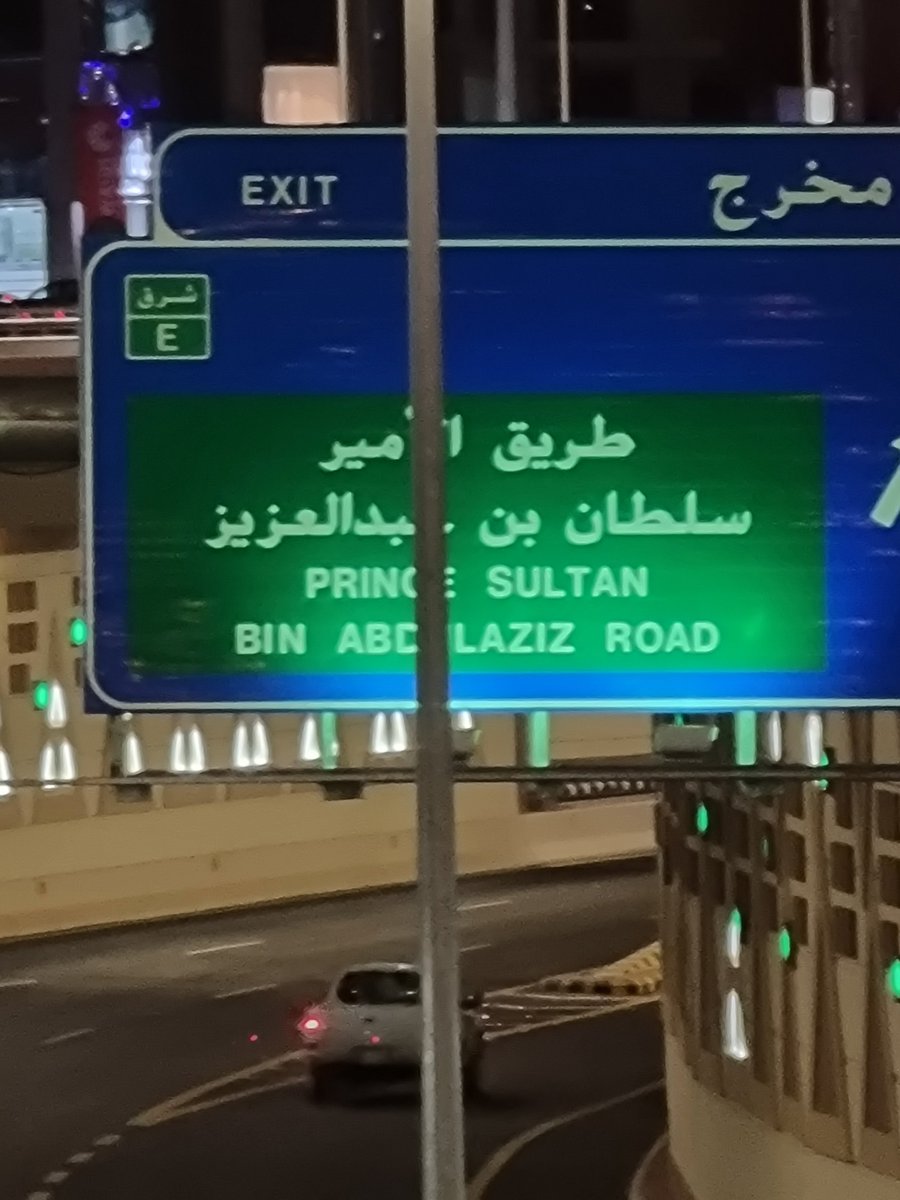 EXIT مخرج
شرق
E
طريق الأمير
سلطان بن عبدالعزيز
PRINCE SULTAN
BIN ABDULAZIZ ROAD